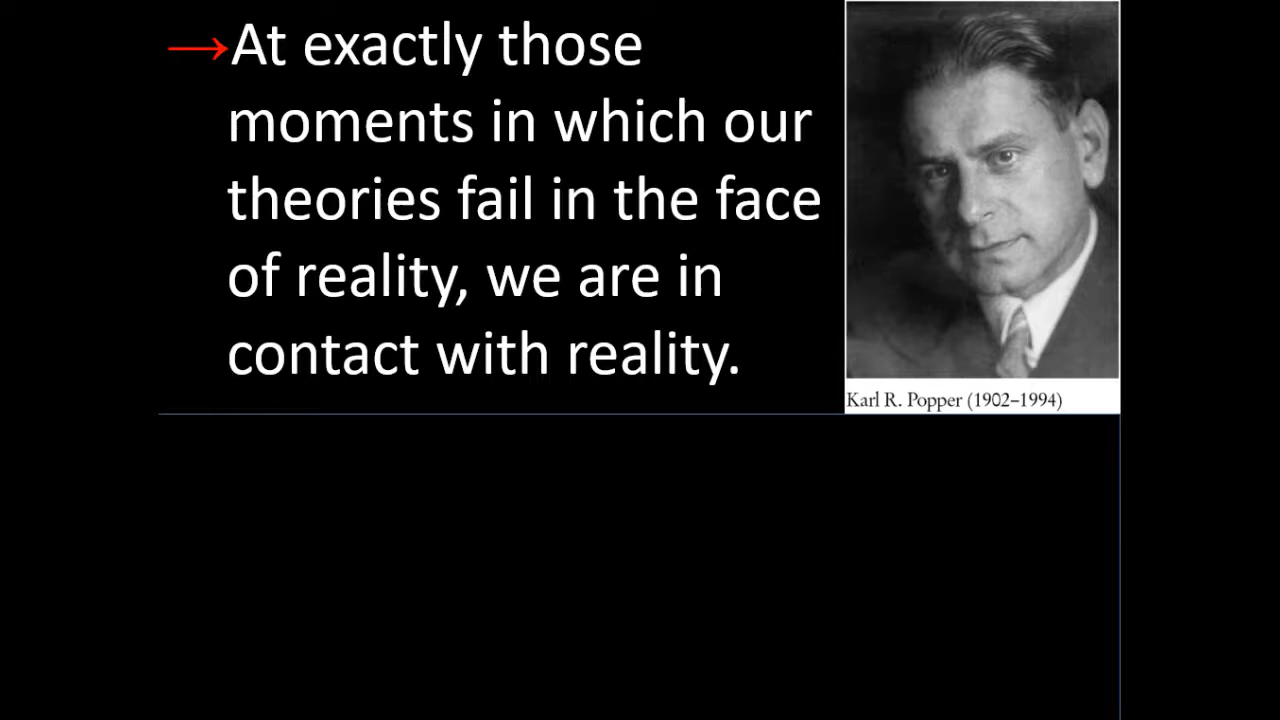 →At exactly those
moments in which our
theories fail in the face
of reality, we are in
contact with reality.
Karl R. Popper (1902–1994)